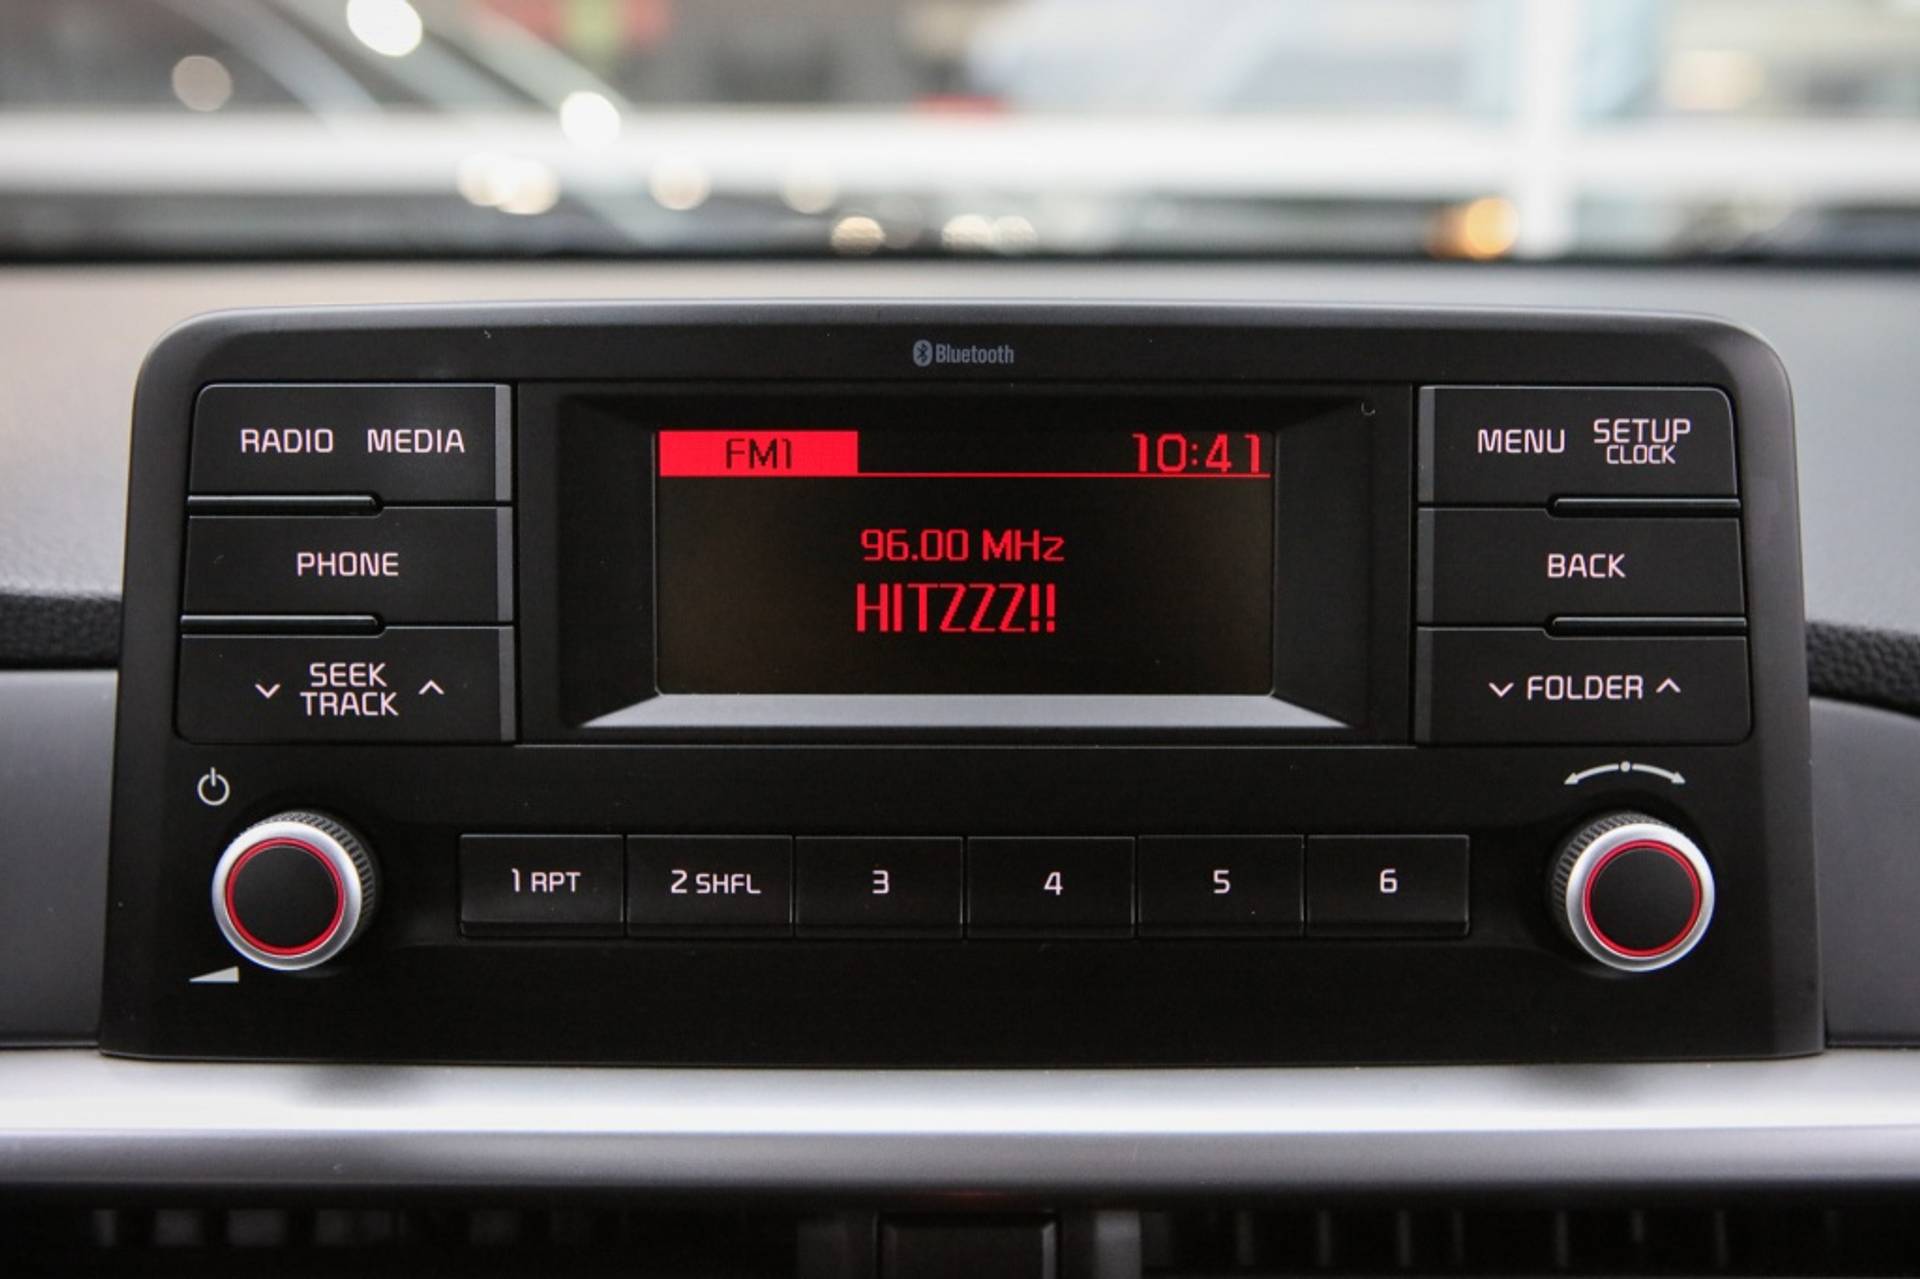 Bluetooth
RADIO MEDIA
FM1 10:41
MENU SETUP
CLOCK
96.00 MHz
HITZZZ!!
PHONE
BACK
SEEK
TRACK
FOLDER
1 RPT 2 SHFL 3 4 5 6